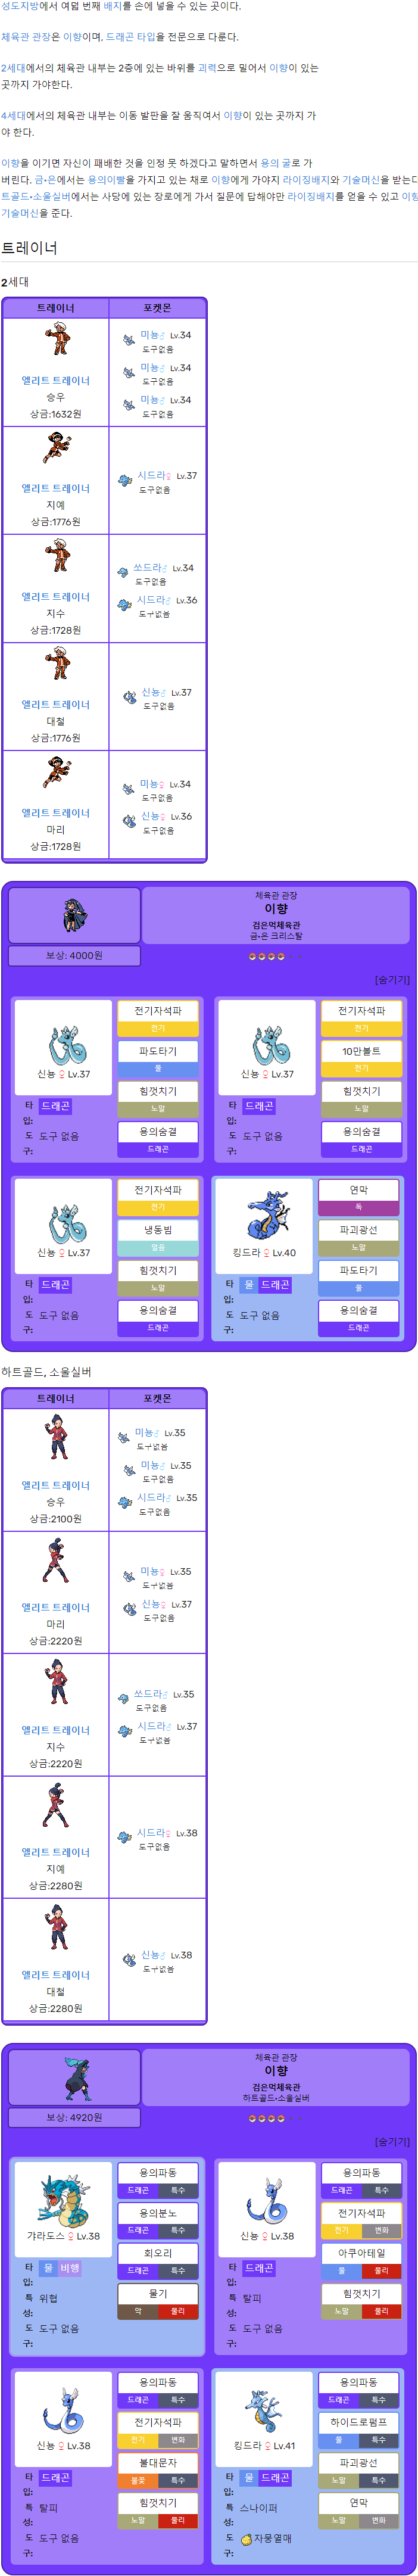 성도지방에서 여덟 번째 배지를 손에 넣을 수 있는 곳이다.
체육관 관장은 이향이며, 드래곤 타입을 전문으로 다룬다.
2세대에서의 체육관 내부는 2층에 있는 바위를 괴력으로 밀어서 이향이 있는
곳까지 가야한다.
4세대에서의 체육관 내부는 이동 발판을 잘 움직여서 이향이 있는 곳까지 가
야 한다.
이향을 이기면 자신이 패배한 것을 인정 못 하겠다고 말하면서 용의 굴로 가
버린다. 금·은에서는 용의이빨을 가지고 있는 채로 이향에게 가야지 라이징배지와 기술머신을 받는다
트골드·소울실버에서는 사당에 있는 장로에게 가서 질문에 답해야만 라이징배지를 얻을 수 있고 이향
기술머신을 준다.
트레이너
2세대
트레이너 포켓몬
엘리트 트레이너
승우
상금:1632원
미뇽♂ Lv.34
도구없음
미뇽♂ Lv.34
도구없음
미뇽♂ Lv.34
도구없음
엘리트 트레이너
지예
상금:1776원
시드라♀ Lv.37
도구없음
엘리트 트레이너
지수
상금:1728원
쏘드라♂ Lv.34
도구없음
시드라♂ Lv.36
도구없음
엘리트 트레이너
대철
상금:1776원
신뇽♂ Lv.37
도구없음
엘리트 트레이너
마리
상금:1728원
미뇽♀ Lv.34
도구없음
신뇽♀ Lv.36
도구없음
체육관 관장
이향
검은먹체육관
금·은 크리스탈
보상: 4000원
[숨기기]
신뇽 ♀ Lv.37
타입: 드래곤
도구: 도구 없음
전기자석파
전기
파도타기
물
힘껏치기
노말
용의숨결
드래곤
신뇽 ♀ Lv.37
타입: 드래곤
도구: 도구 없음
전기자석파
전기
10만볼트
전기
힘껏치기
노말
용의숨결
드래곤
신뇽 ♀ Lv.37
타입: 드래곤
도구: 도구 없음
전기자석파
전기
냉동빔
얼음
힘껏치기
노말
용의숨결
드래곤
킹드라 ♀ Lv.40
타입: 물 드래곤
도구: 도구 없음
연막
독
파괴광선
노말
파도타기
물
용의숨결
드래곤
하트골드, 소울실버
트레이너 포켓몬
엘리트 트레이너
승우
상금:2100원
미뇽♂ Lv.35
도구없음
미뇽♂ Lv.35
도구없음
시드라♂ Lv.35
도구없음
엘리트 트레이너
마리
상금:2220원
미뇽♀ Lv.35
도구없음
신뇽♀ Lv.37
도구없음
엘리트 트레이너
지수
상금:2220원
쏘드라♂ Lv.35
도구없음
시드라♂ Lv.37
도구없음
엘리트 트레이너
지예
상금:2280원
시드라♀ Lv.38
도구없음
엘리트 트레이너
대철
상금:2280원
신뇽♂ Lv.38
도구없음
체육관 관장
이향
검은먹체육관
하트골드·소울실버
보상: 4920원
[숨기기]
갸라도스 ♀ Lv.38
타입: 물 비행
특성: 위협
도구: 도구 없음
용의파동
드래곤 특수
용의분노
드래곤 특수
회오리
드래곤 특수
물기
악 물리
신뇽 ♀ Lv.38
타입: 드래곤
특성: 탈피
도구: 도구 없음
용의파동
드래곤 특수
전기자석파
전기 변화
아쿠아테일
물 물리
힘껏치기
노말 물리
신뇽 ♀ Lv.38
타입: 드래곤
특성: 탈피
도구: 도구 없음
용의파동
드래곤 특수
전기자석파
전기 변화
불대문자
불꽃 특수
힘껏치기
노말 물리
킹드라 ♀ Lv.41
타입: 물 드래곤
특성: 스나이퍼
도구: 자뭉열매
용의파동
드래곤 특수
하이드로펌프
물 특수
파괴광선
노말 특수
연막
노말 변화